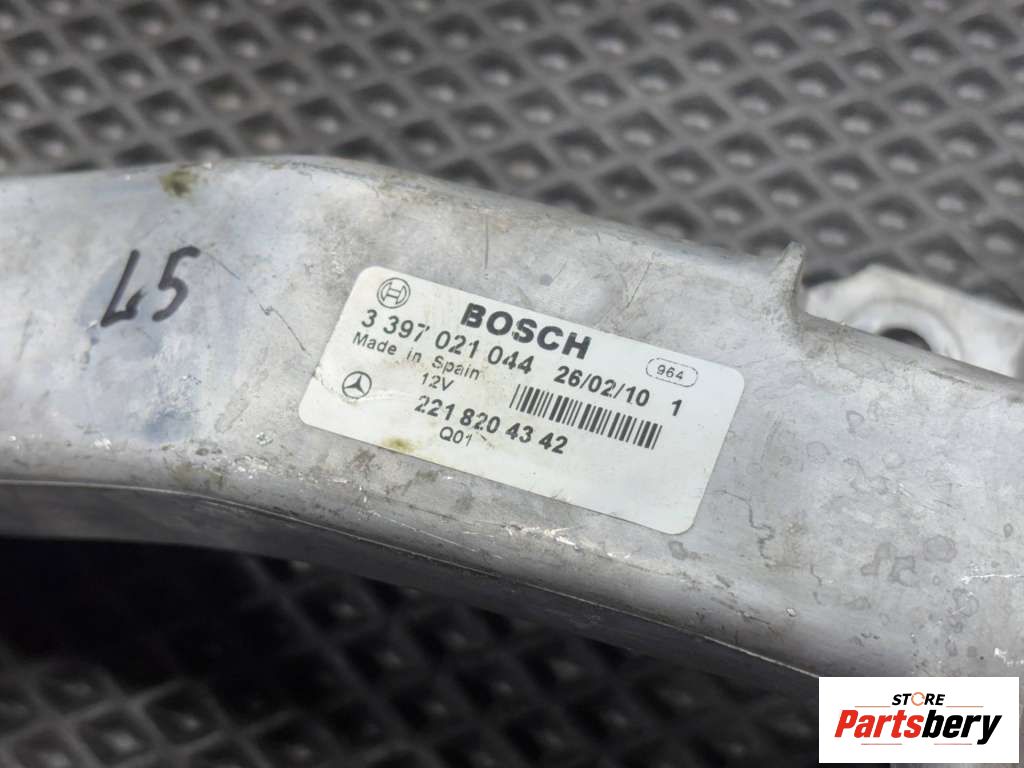 L5
BOSCH
3 397 021 044 26/02/10 1
964
Made in Spain
12V
221 820 43 42
Q01
STORE
Partsbery